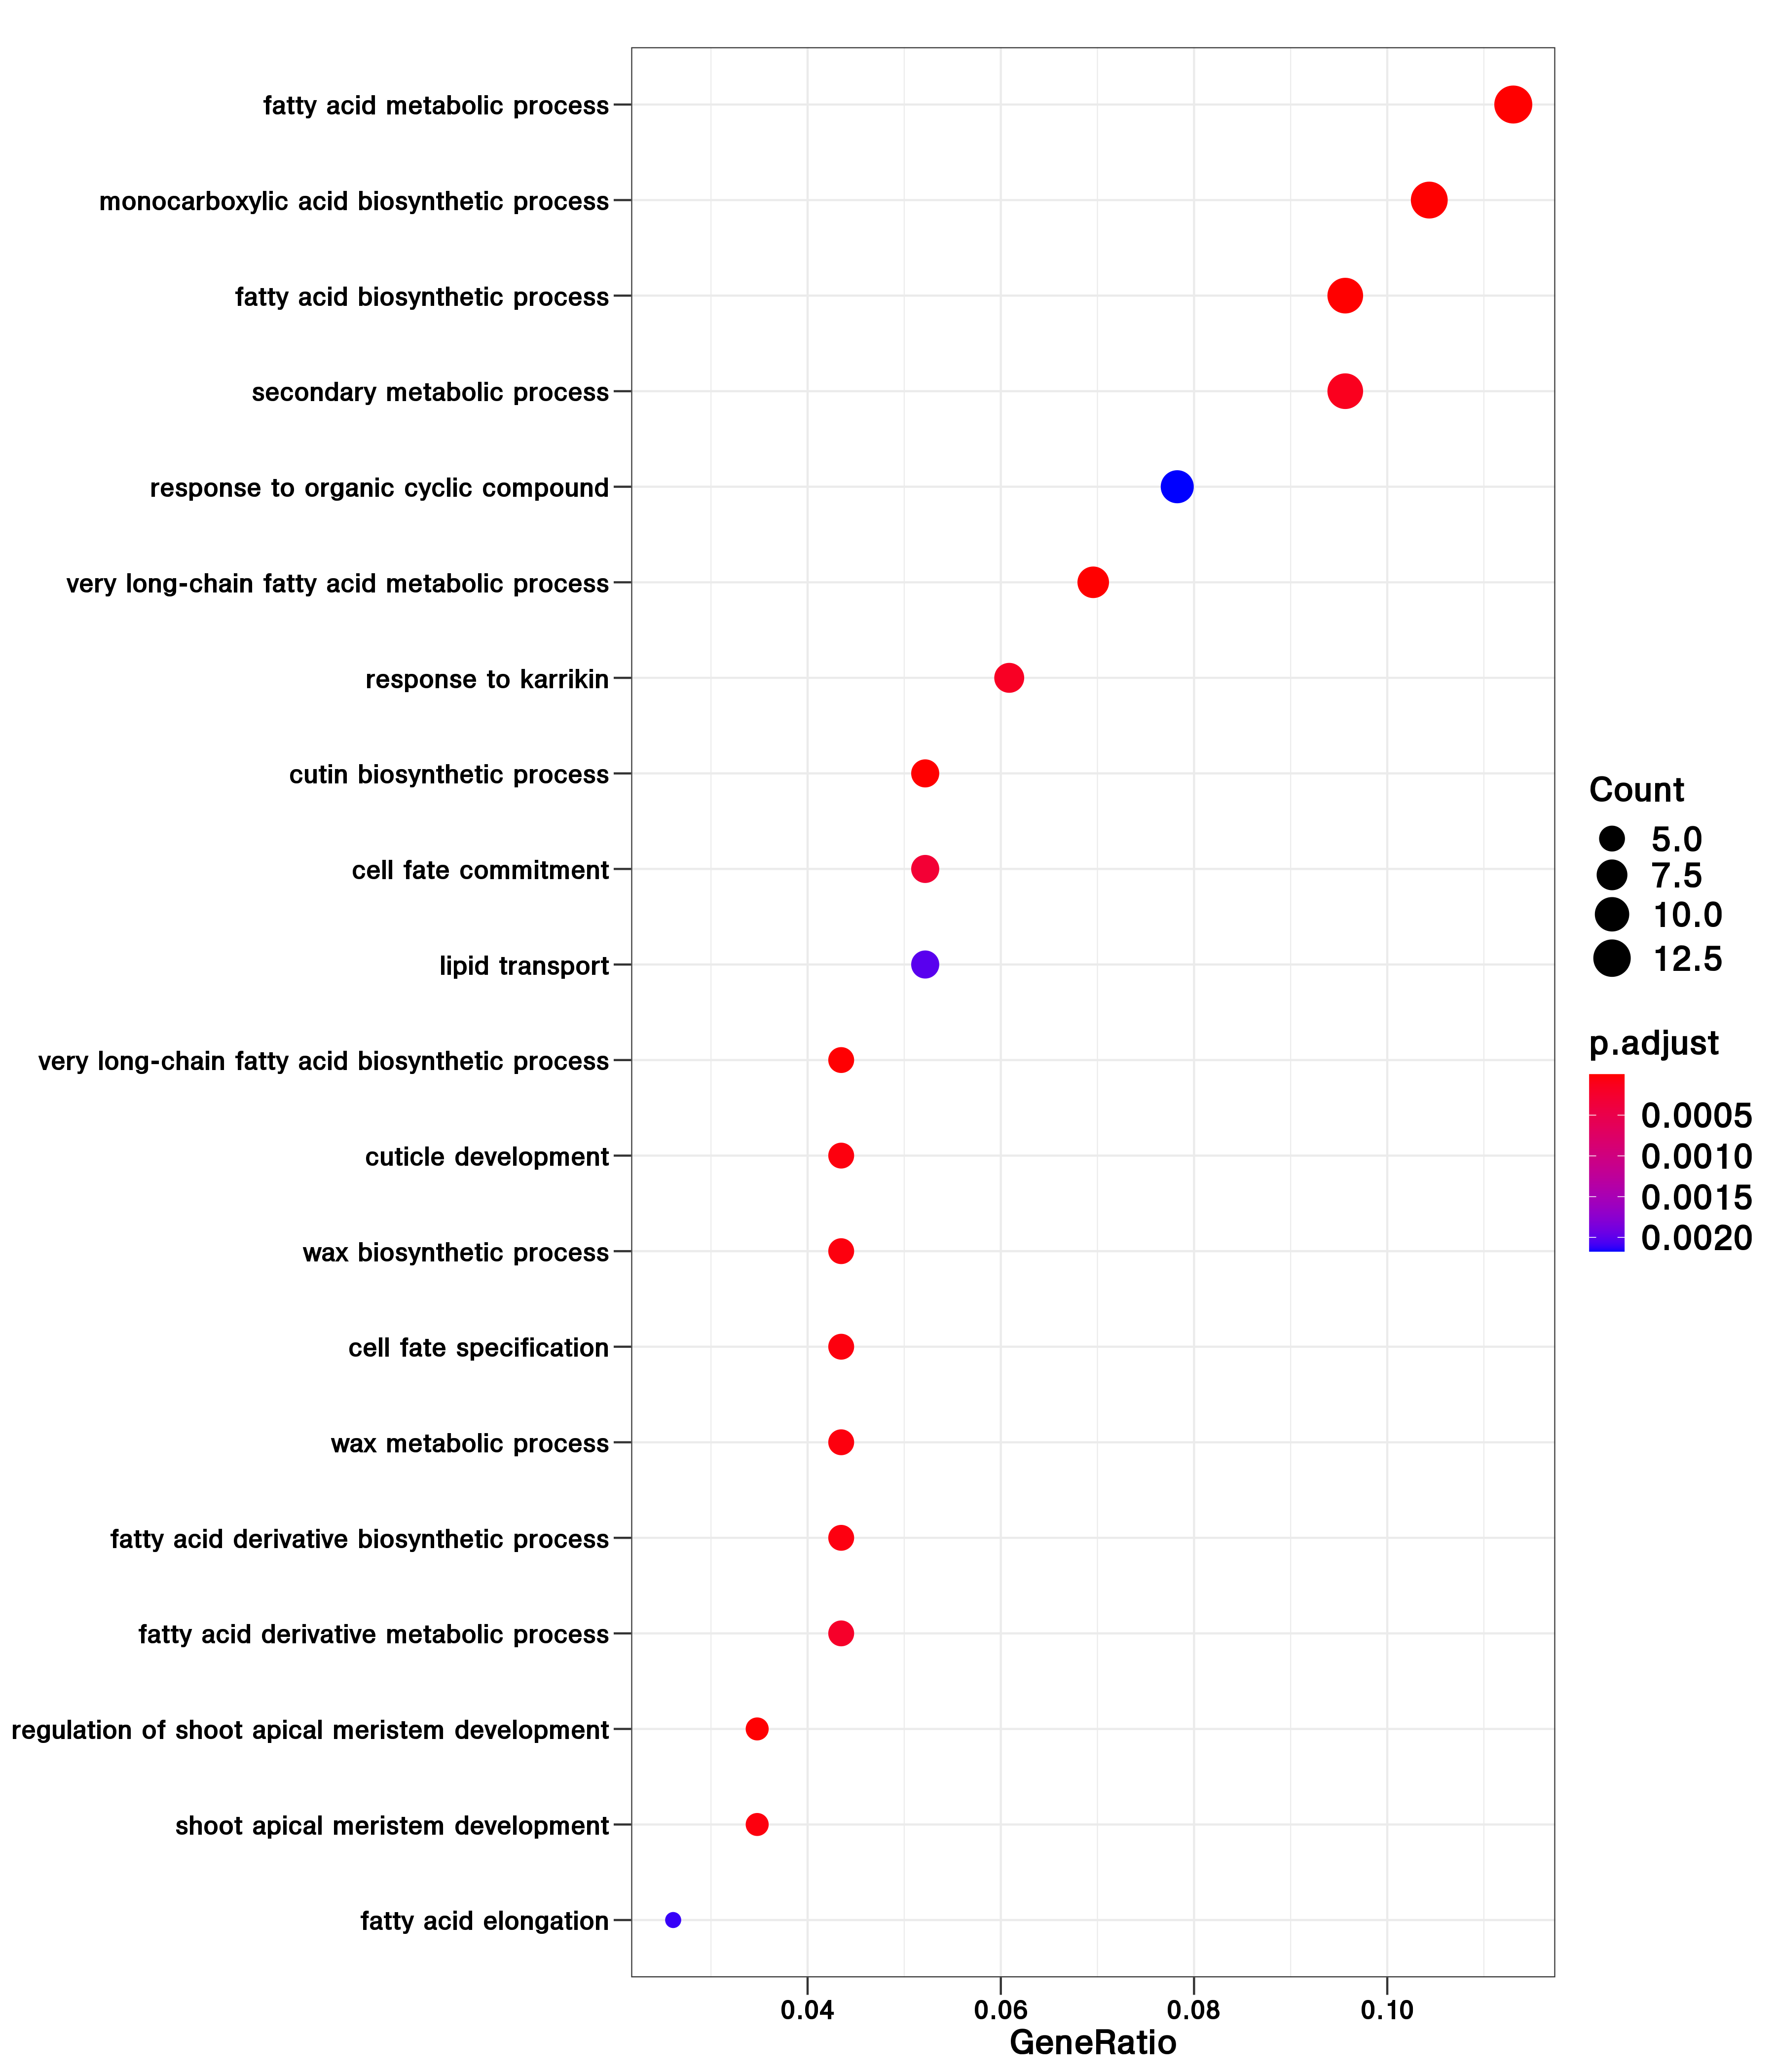 fatty acid metabolic process
monocarboxylic acid biosynthetic process
fatty acid biosynthetic process
secondary metabolic process
response to organic cyclic compound
very long-chain fatty acid metabolic process
response to karrikin
cutin biosynthetic process
cell fate commitment
lipid transport
very long-chain fatty acid biosynthetic process
cuticle development
wax biosynthetic process
cell fate specification
wax metabolic process
fatty acid derivative biosynthetic process
fatty acid derivative metabolic process
regulation of shoot apical meristem development
shoot apical meristem development
fatty acid elongation
0.04 0.06 0.08 0.10
GeneRatio
Count
5.0
7.5
10.0
12.5
p.adjust
0.0005
0.0010
0.0015
0.0020